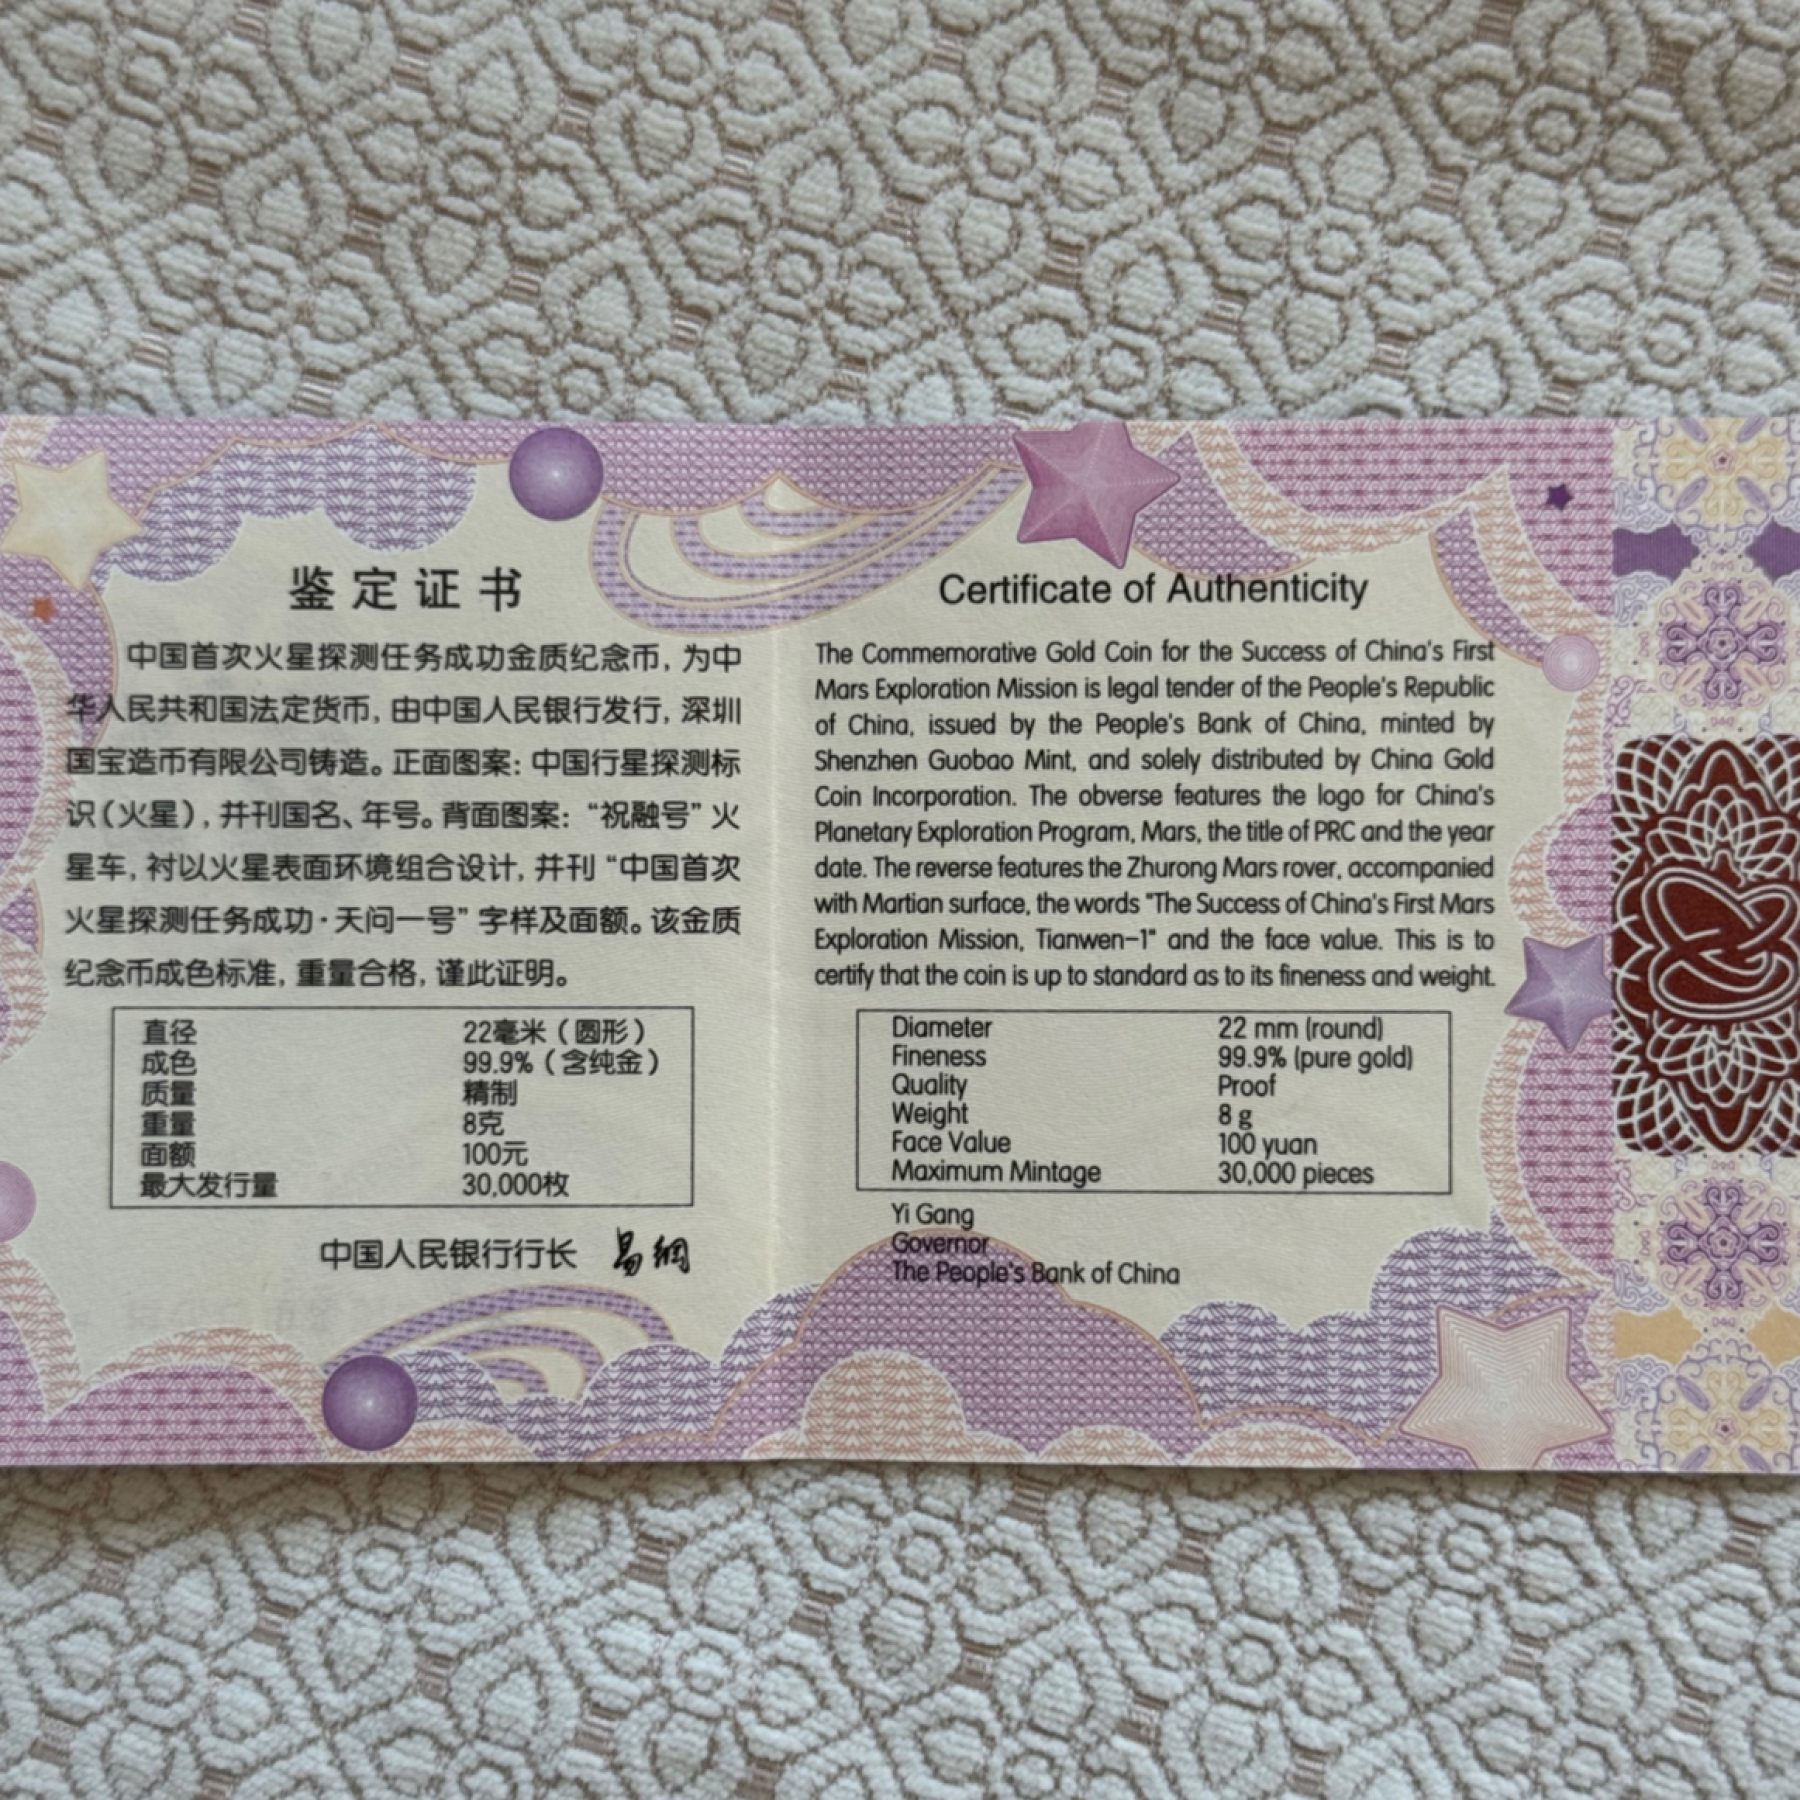 鉴定证书
中国首次火星探测任务成功金质纪念币，为中
华人民共和国法定货币，由中国人民银行发行，深圳
国宝造币有限公司铸造。正面图案：中国行星探测标
识（火星），并刊国名、年号。背面图案：“祝融号”火
星车，衬以火星表面环境组合设计，并刊“中国首次
火星探测任务成功·天问一号”字样及面额。该金质
纪念币成色标准，重量合格，谨此证明。
直径 22毫米（圆形）
成色 99.9%（含纯金）
质量 精制
重量 8克
面额 100元
最大发行量 30,000枚
中国人民银行行长 易纲
Certificate of Authenticity
The Commemorative Gold Coin for the Success of China's First
Mars Exploration Mission is legal tender of the People's Republic
of China, issued by the People's Bank of China, minted by
Shenzhen Guobao Mint, and solely distributed by China Gold
Coin Incorporation. The obverse features the logo for China's
Planetary Exploration Program, Mars, the title of PRC and the year
date. The reverse features the Zhurong Mars rover, accompanied
with Martian surface, the words "The Success of China's First Mars
Exploration Mission, Tianwen-1" and the face value. This is to
certify that the coin is up to standard as to its fineness and weight.
Diameter 22 mm (round)
Fineness 99.9% (pure gold)
Quality Proof
Weight 8 g
Face Value 100 yuan
Maximum Mintage 30,000 pieces
Yi Gang
Governor
The People's Bank of China